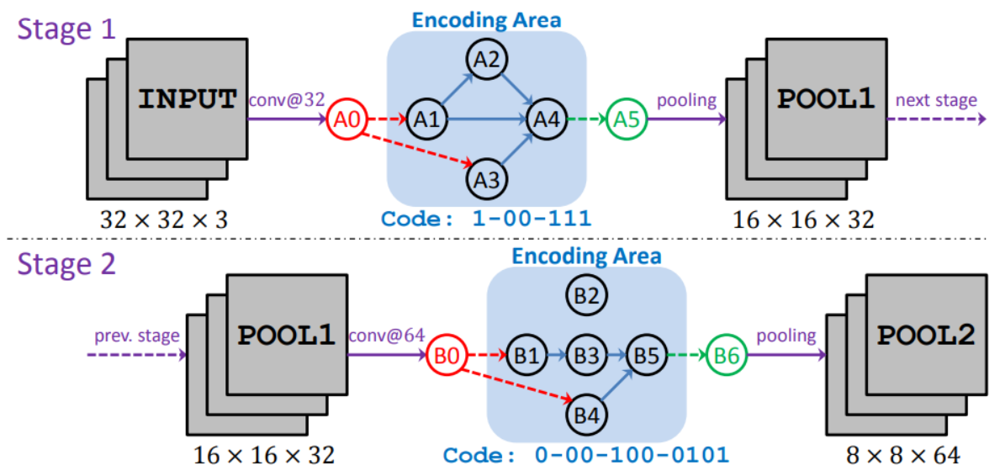 Stage 1
Encoding Area
INPUT
conv@32
A0
A1
A2
A3
A4
A5
pooling
POOL1
next stage
32 × 32 × 3
Code: 1-00-111
16 × 16 × 32
Stage 2
Encoding Area
prev. stage
POOL1
conv@64
B0
B1
B2
B3
B4
B5
B6
pooling
POOL2
16 × 16 × 32
Code: 0-00-100-0101
8 × 8 × 64